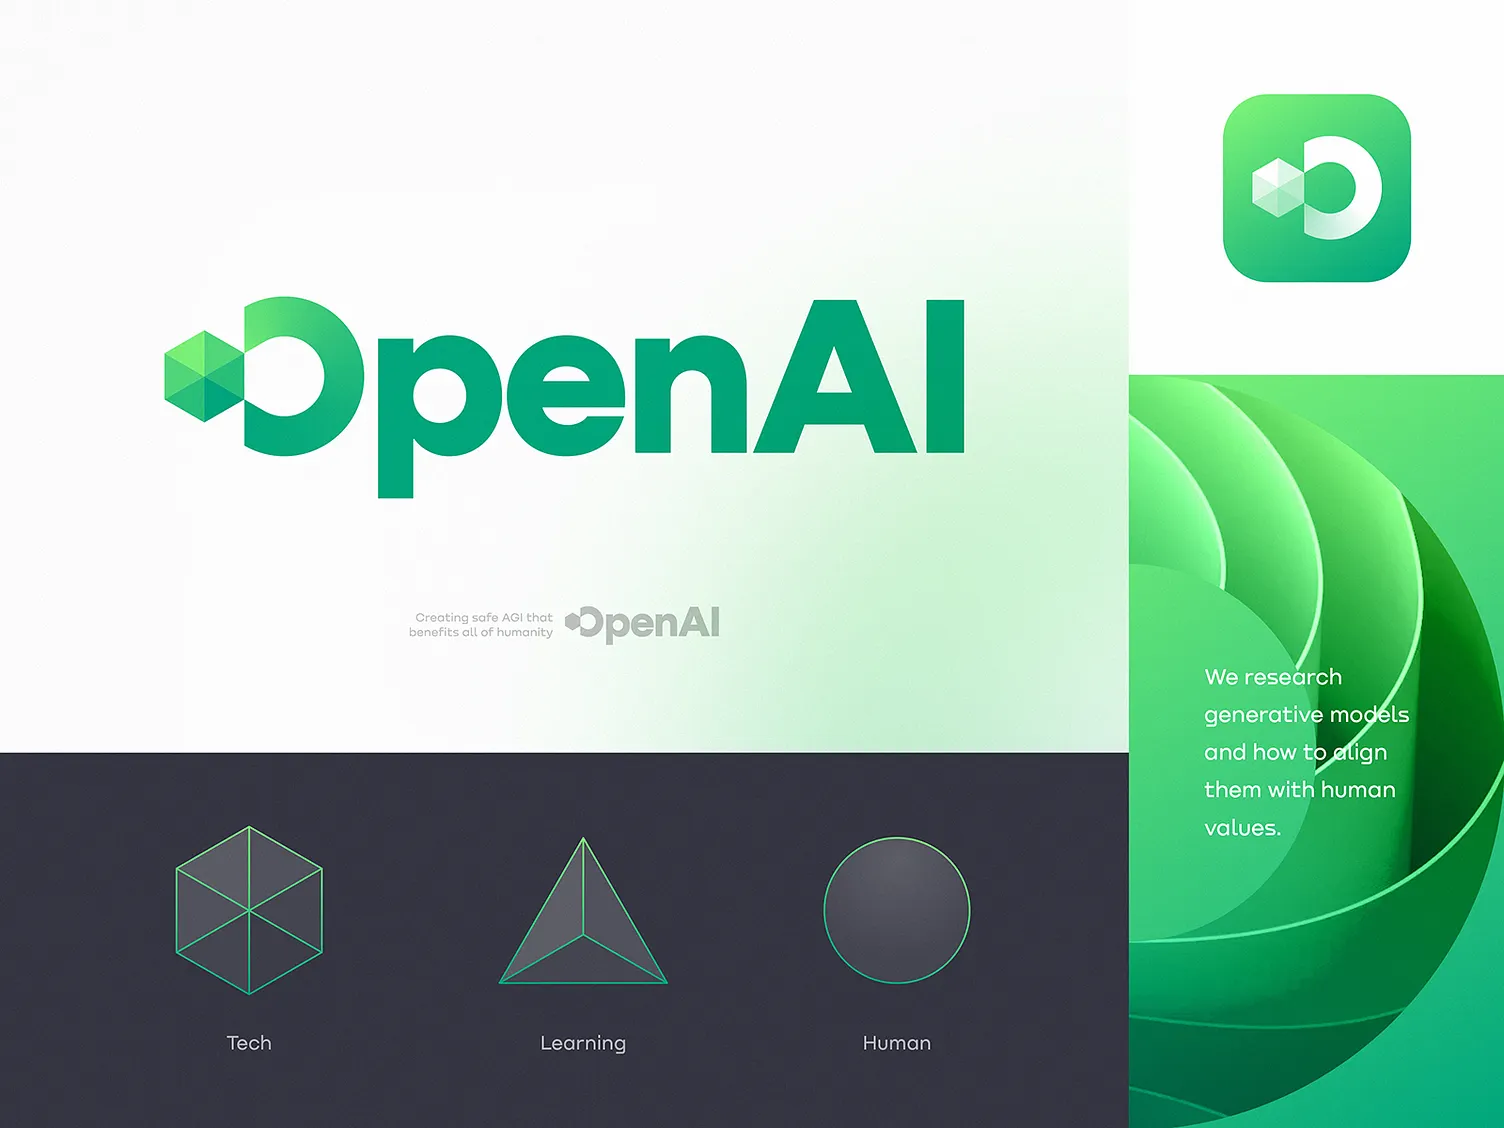 OpenAI
Creating safe AGI that
benefits all of humanity
OpenAI
Tech
Learning
Human
We research
generative models
and how to align
them with human
values.